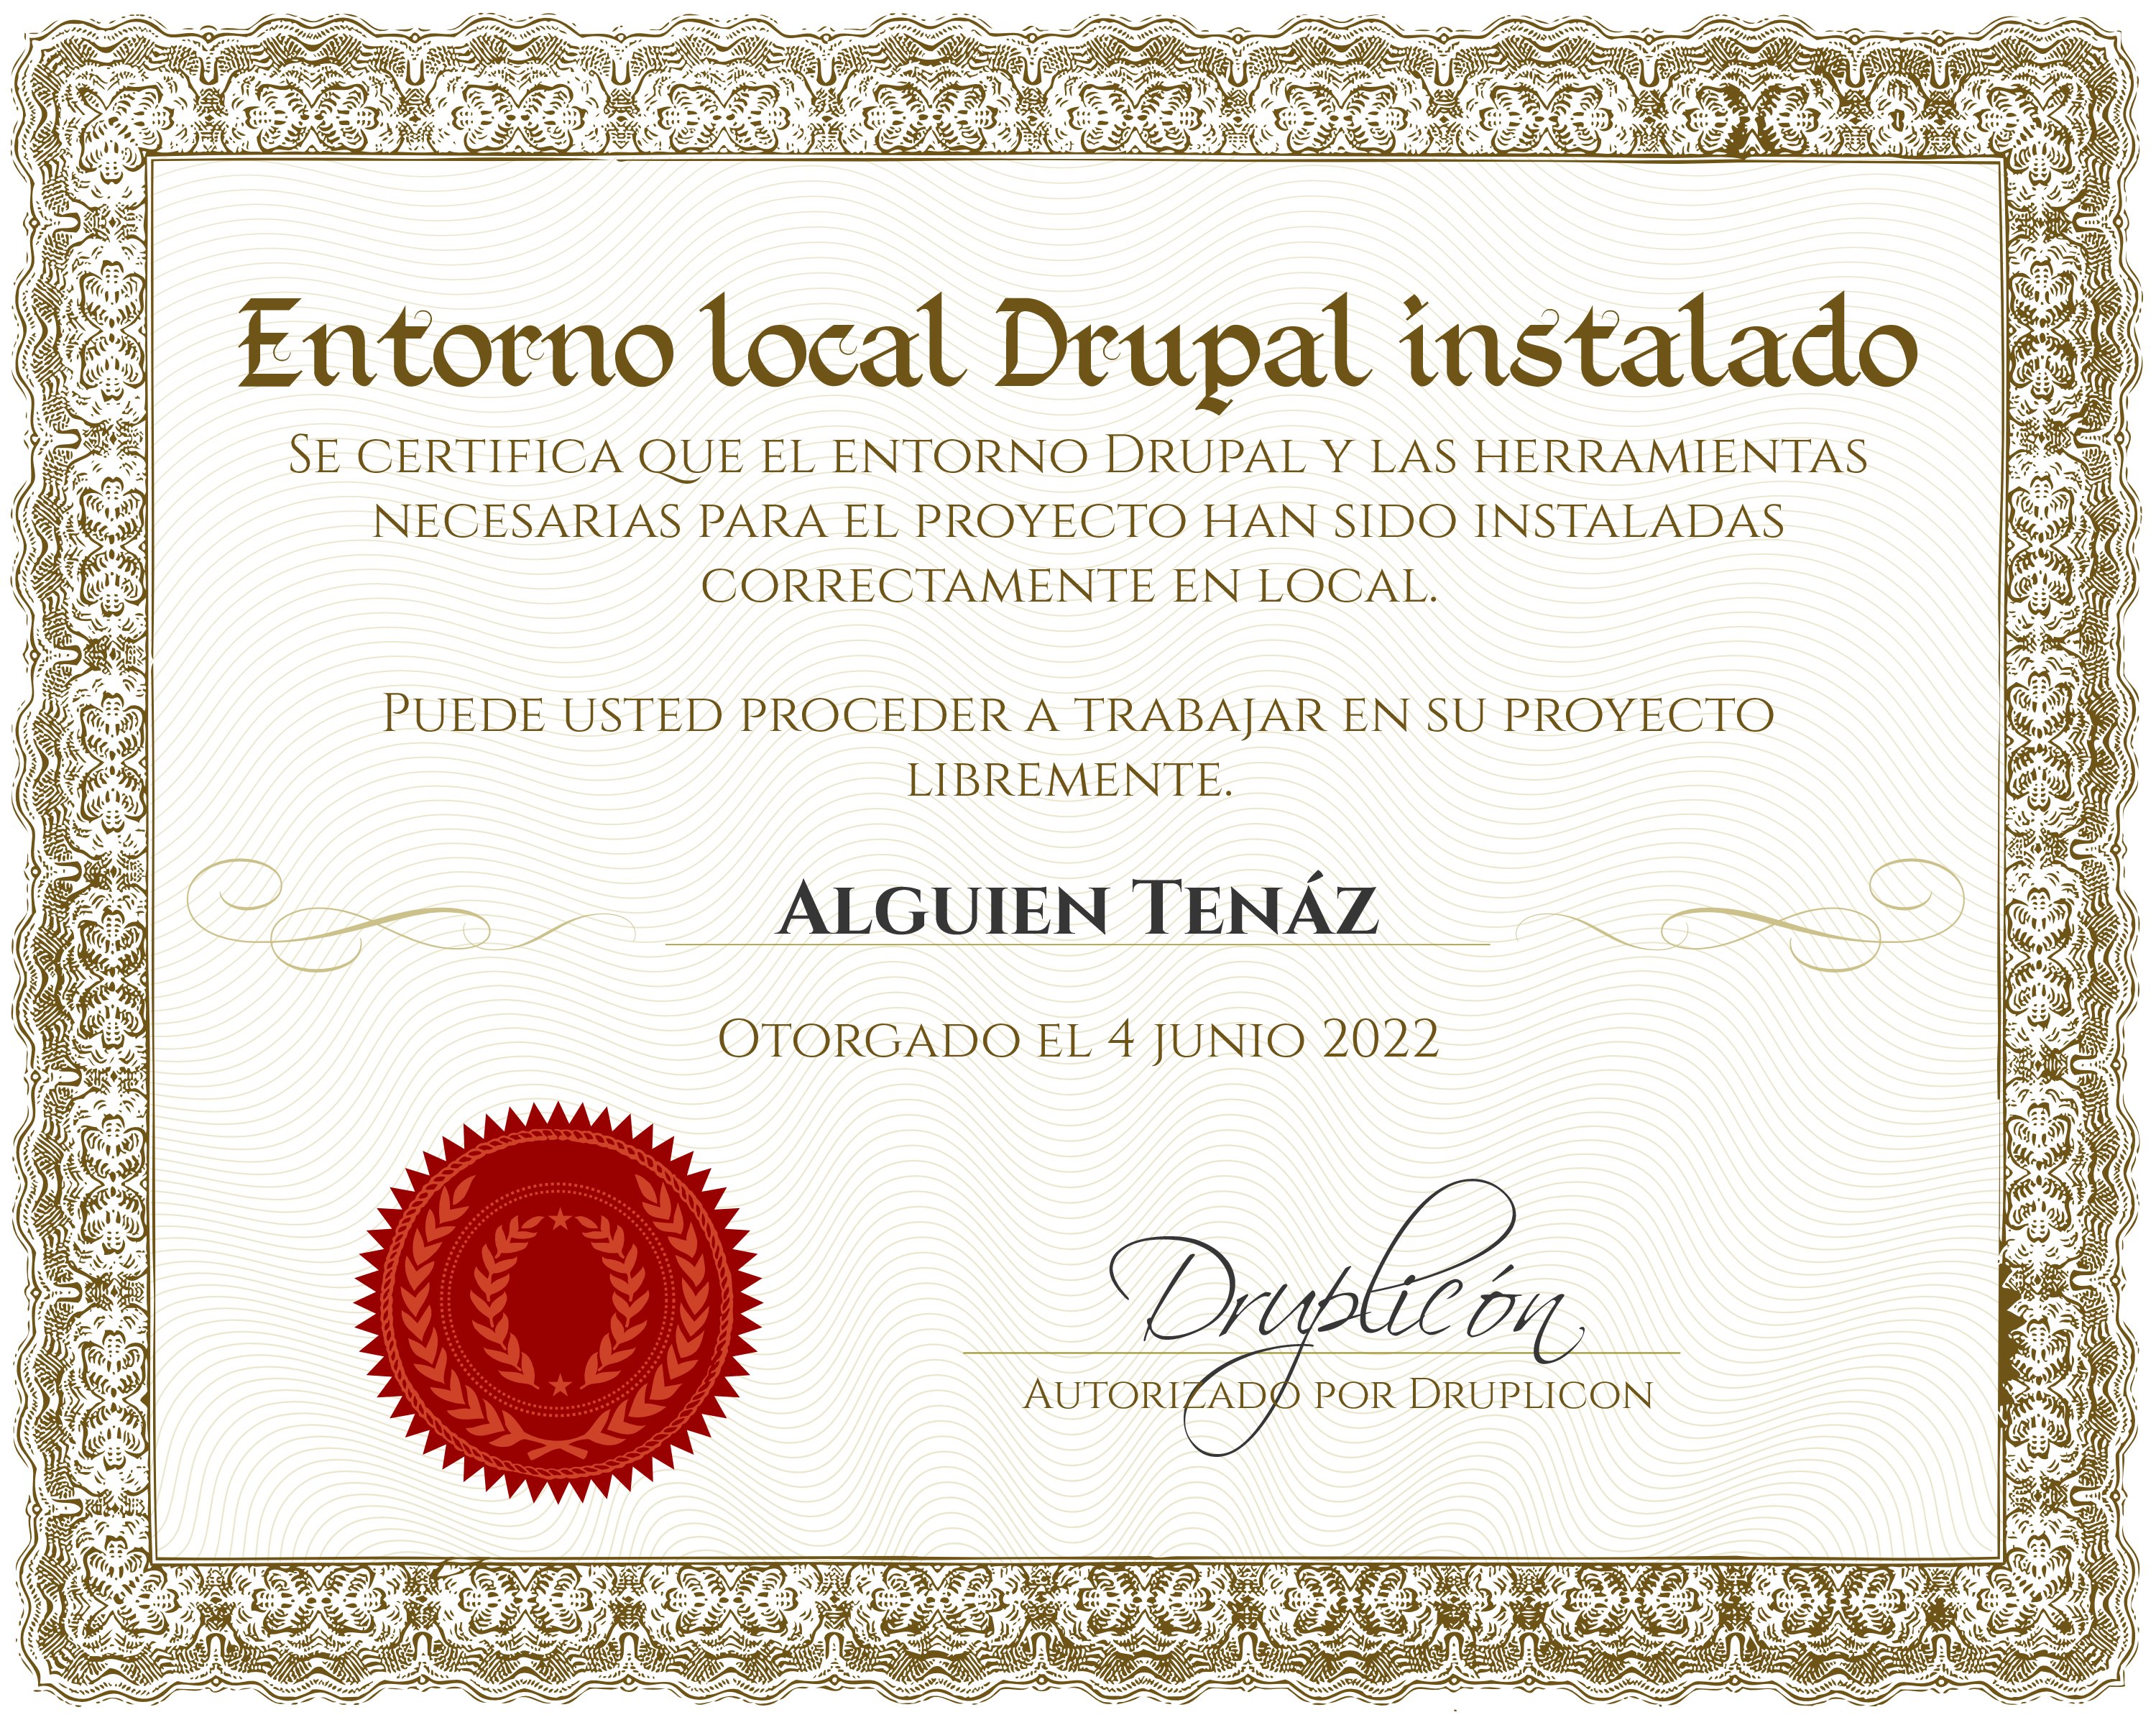 Entorno local Drupal instalado
Se certifica que el entorno Drupal y las herramientas
necesarias para el proyecto han sido instaladas
correctamente en local.
Puede usted proceder a trabajar en su proyecto
libremente.
Alguien Tenáz
Otorgado el 4 junio 2022
Druplicón
Autorizado por Druplicon